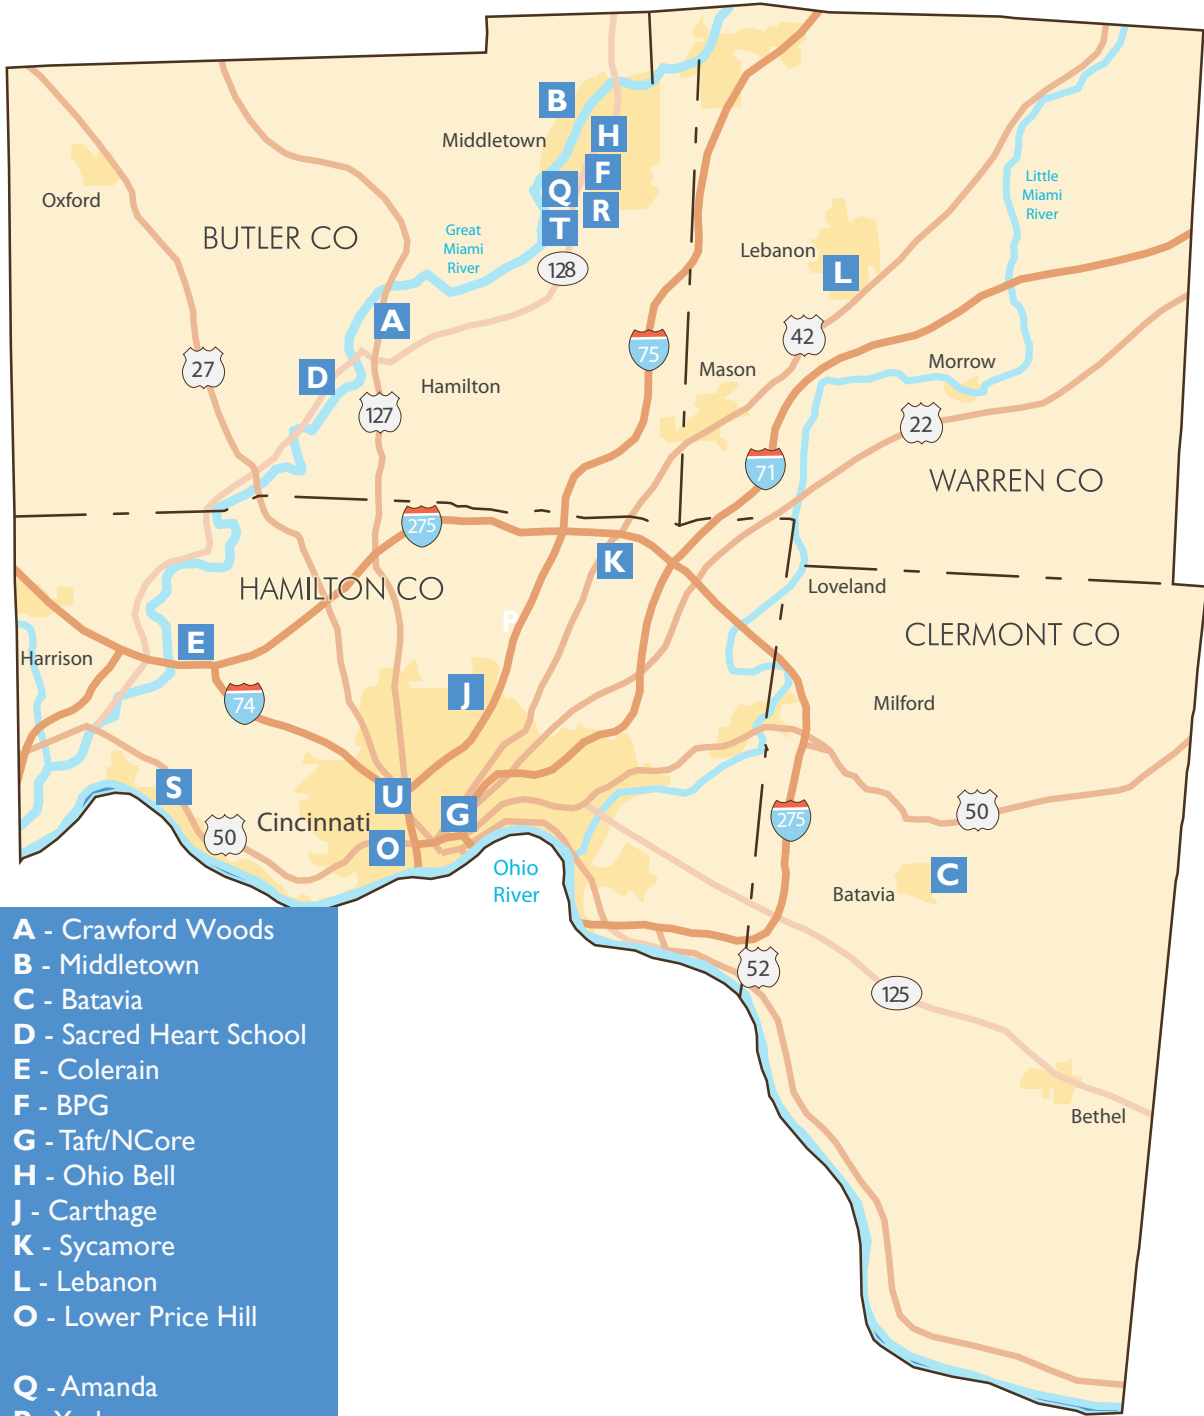 B
Middletown
H
F
Q
R
T
Oxford
BUTLER CO
Great
Miami
River
128
Little
Miami
River
Lebanon
L
A
42
75
27
D
Hamilton
127
Mason
Morrow
22
71
WARREN CO
275
K
HAMILTON CO
Loveland
P
CLERMONT CO
E
Harrison
J
74
Milford
S
U
G
50
Cincinnati
O
275
50
Ohio
River
Batavia
C
52
125
Bethel
A - Crawford Woods
B - Middletown
C - Batavia
D - Sacred Heart School
E - Colerain
F - BPG
G - Taft/NCore
H - Ohio Bell
J - Carthage
K - Sycamore
L - Lebanon
O - Lower Price Hill
Q - Amanda